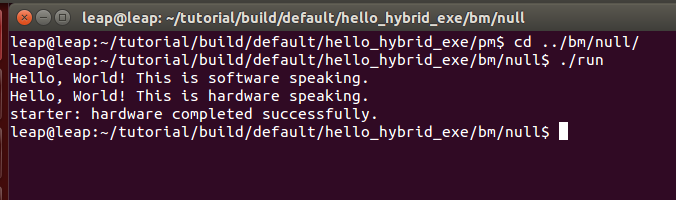 leap@leap: ~/tutorial/build/default/hello_hybrid_exe/bm/null
leap@leap:~/tutorial/build/default/hello_hybrid_exe/pm$ cd ../bm/null/
leap@leap:~/tutorial/build/default/hello_hybrid_exe/bm/null$ ./run
Hello, World! This is software speaking.
Hello, World! This is hardware speaking.
starter: hardware completed successfully.
leap@leap:~/tutorial/build/default/hello_hybrid_exe/bm/null$